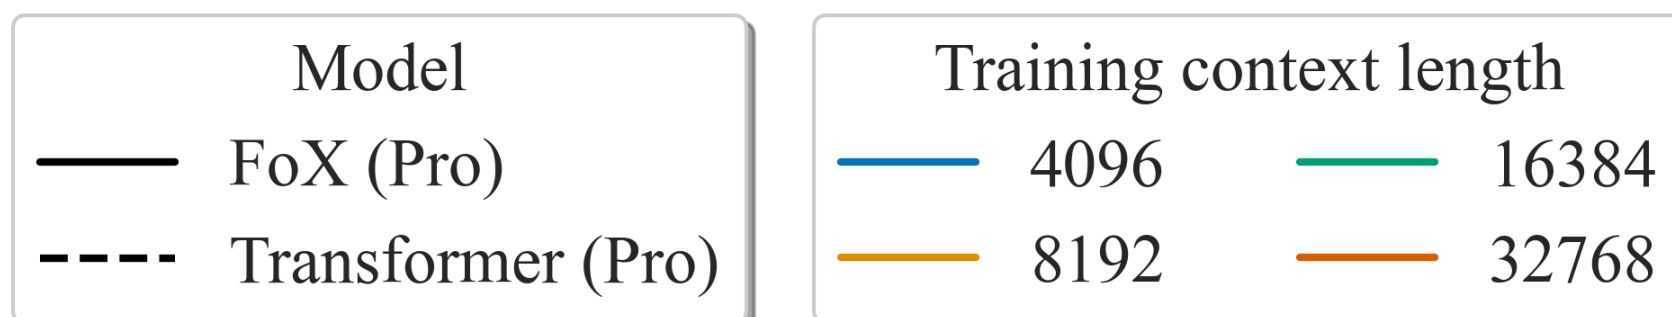 Model
FoX (Pro)
Transformer (Pro)
Training context length
4096
8192
16384
32768